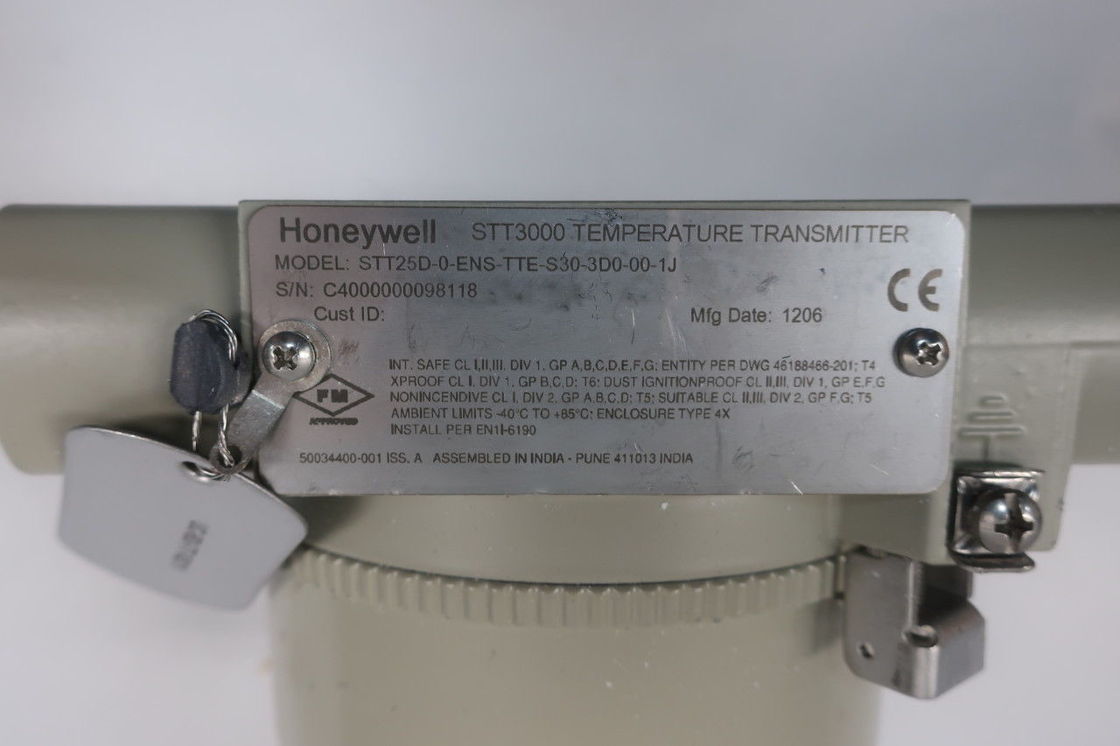 Honeywell STT3000 TEMPERATURE TRANSMITTER
MODEL: STT25D-0-ENS-TTE-S30-3D0-00-1J
S/N: C4000000098118
Cust ID: Mfg Date: 1206
CE
INT. SAFE CL I,II,III, DIV 1, GP A,B,C,D,E,F,G; ENTITY PER DWG 46188466-201; T4
XPROOF CL I, DIV 1, GP B,C,D; T6; DUST IGNITIONPROOF CL II,III, DIV 1, GP E,F,G
NONINCENDIVE CL I, DIV 2, GP A,B,C,D; T5; SUITABLE CL II,III, DIV 2, GP F,G; T5
AMBIENT LIMITS -40°C TO +85°C; ENCLOSURE TYPE 4X
INSTALL PER EN1I-6190
FM
APPROVED
50034400-001 ISS. A ASSEMBLED IN INDIA - PUNE 411013 INDIA